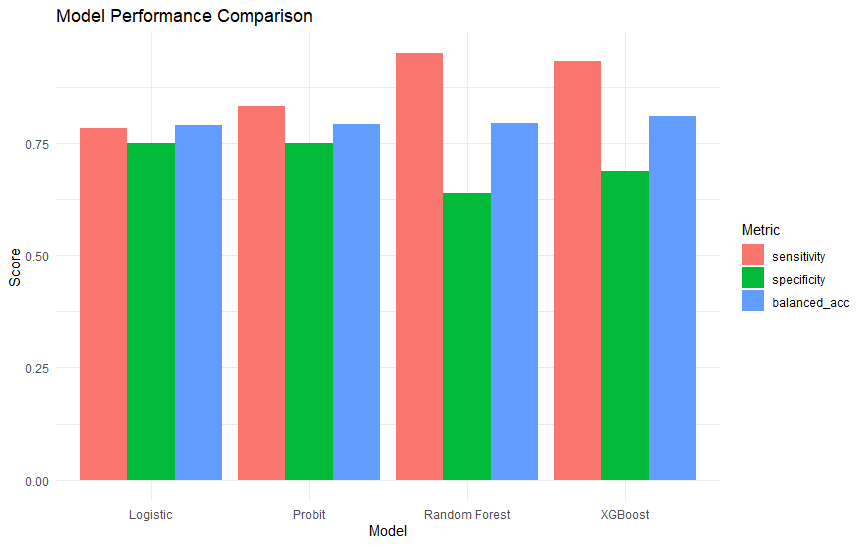 Model Performance Comparison
Score
0.75
0.50
0.25
0.00
Logistic
Probit
Random Forest
XGBoost
Model
Metric
sensitivity
specificity
balanced_acc